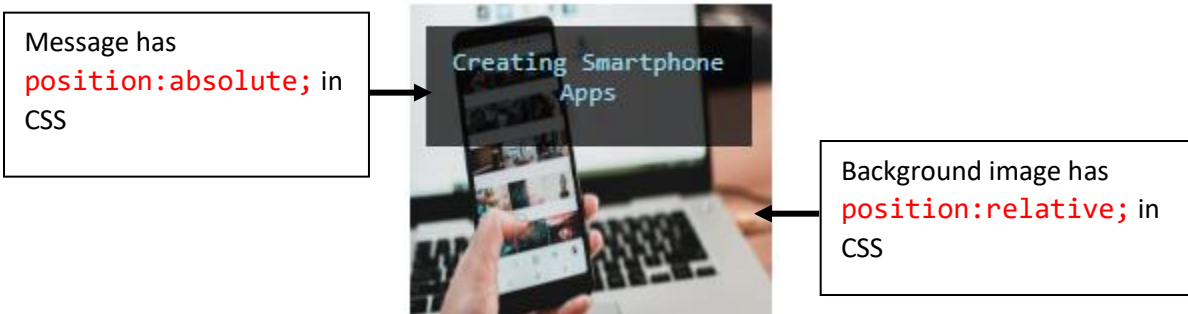 Message has
position:absolute; in
CSS
Creating Smartphone
Apps
Background image has
position:relative; in
CSS